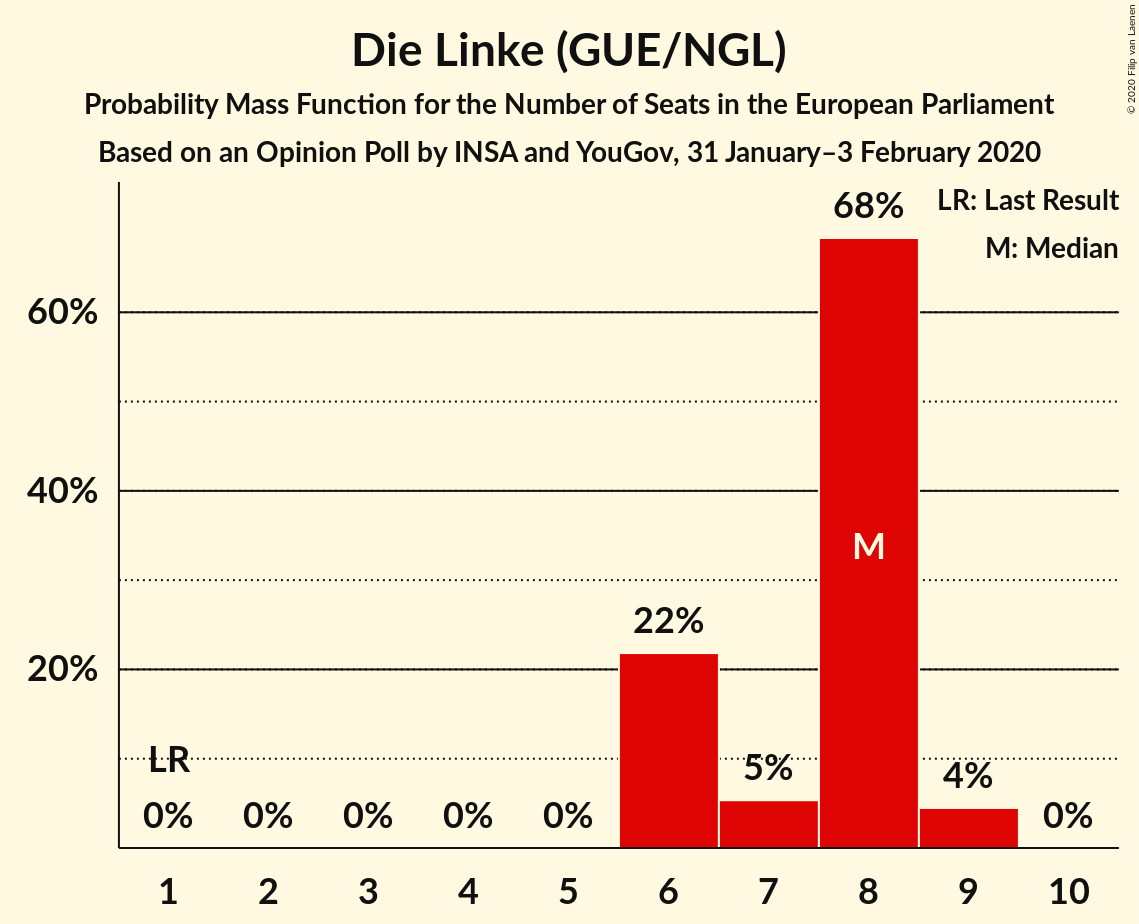 Die Linke (GUE/NGL)
Probability Mass Function for the Number of Seats in the European Parliament
Based on an Opinion Poll by INSA and YouGov, 31 January–3 February 2020
© 2020 Filip van Laenen
LR: Last Result
M: Median
60%
40%
20%
LR
0%
0%
0%
0%
0%
22%
5%
68%
M
4%
0%
1 2 3 4 5 6 7 8 9 10